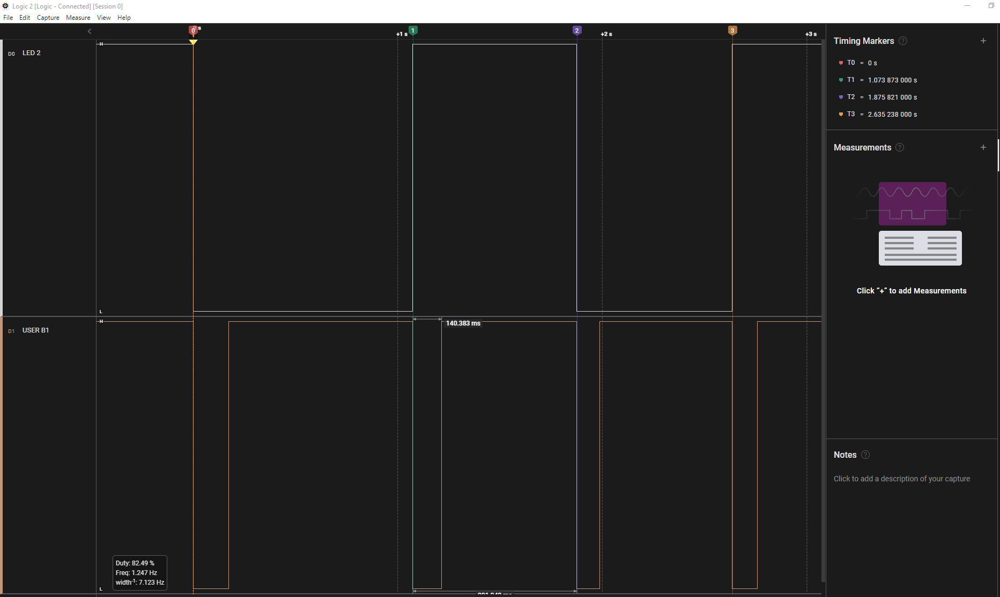 Logic 2 [Logic - Connected] [Session 0]
File Edit Capture Measure View Help
0 s
1
2
3
+1 s
+2 s
+3 s
D0 LED 2
H
L
D1 USER B1
H
L
140.383 ms
Duty: 82.49 %
Freq: 1.247 Hz
width-1: 7.123 Hz
Timing Markers ? +
T0 = 0 s
T1 = 1.073 873 000 s
T2 = 1.875 821 000 s
T3 = 2.635 238 000 s
Measurements ? +
Click “+” to add Measurements
Notes ?
Click to add a description of your capture